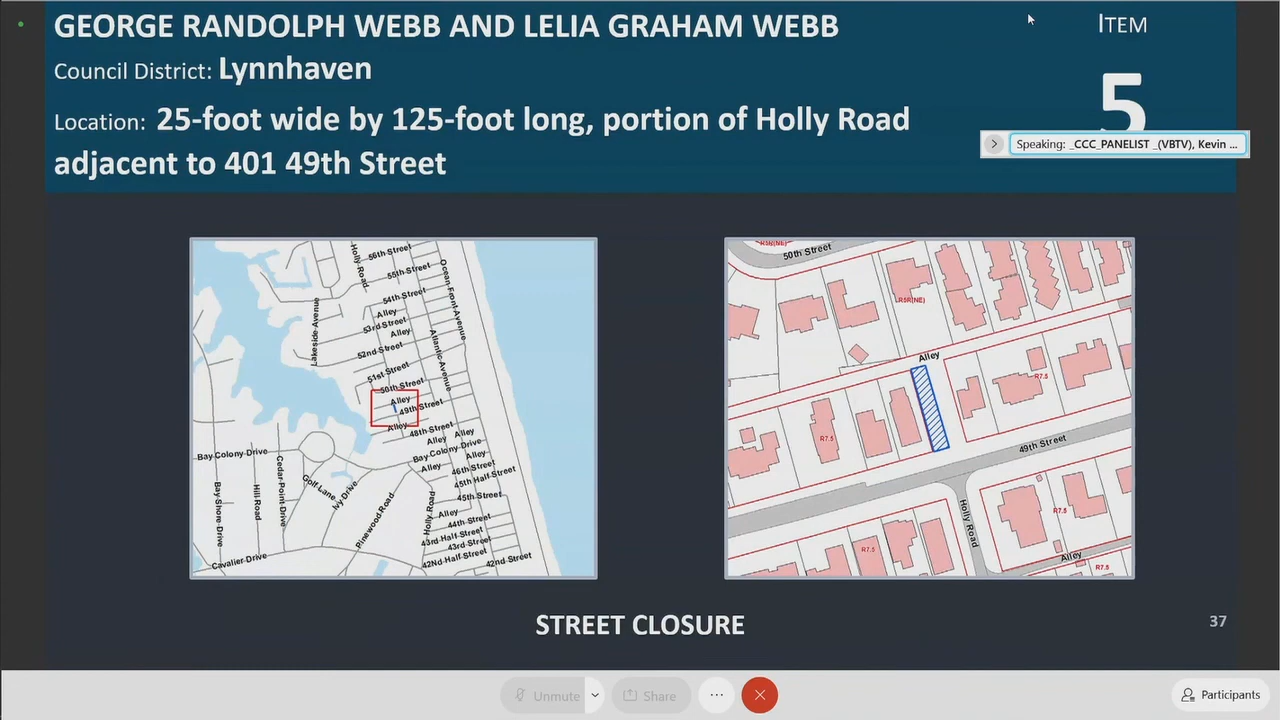 GEORGE RANDOLPH WEBB AND LELIA GRAHAM WEBB
ITEM
Council District: Lynnhaven
5
Location: 25-foot wide by 125-foot long, portion of Holly Road
adjacent to 401 49th Street
Speaking: _CCC_PANELIST _(VBTV), Kevin ...
Holly Road
56th Street
55th Street
Ocean Front Avenue
54th Street
Alley
53rd Street
Alley
Lakeside Avenue
52nd Street
Atlantic Avenue
51st Street
50th Street
Alley
49th Street
Alley
48th Street
Alley
Alley
Bay Colony Drive
Bay Colony Drive
Alley
Alley
46th Street
45th Half Street
45th Street
Bay Shore Drive
Hill Road
Cedar Point Drive
Golf Lane
Ivy Drive
Pinewood Road
Holly Road
Alley
44th Street
43rd Half Street
43rd Street
42Nd Half Street
42nd Street
Cavalier Drive
R5R(NE)
50th Street
LR5R(NE)
Alley
R7.5
R7.5
49th Street
Holly Road
R7.5
R7.5
Alley
R7.5
STREET CLOSURE
37
Unmute
Share
...
Participants